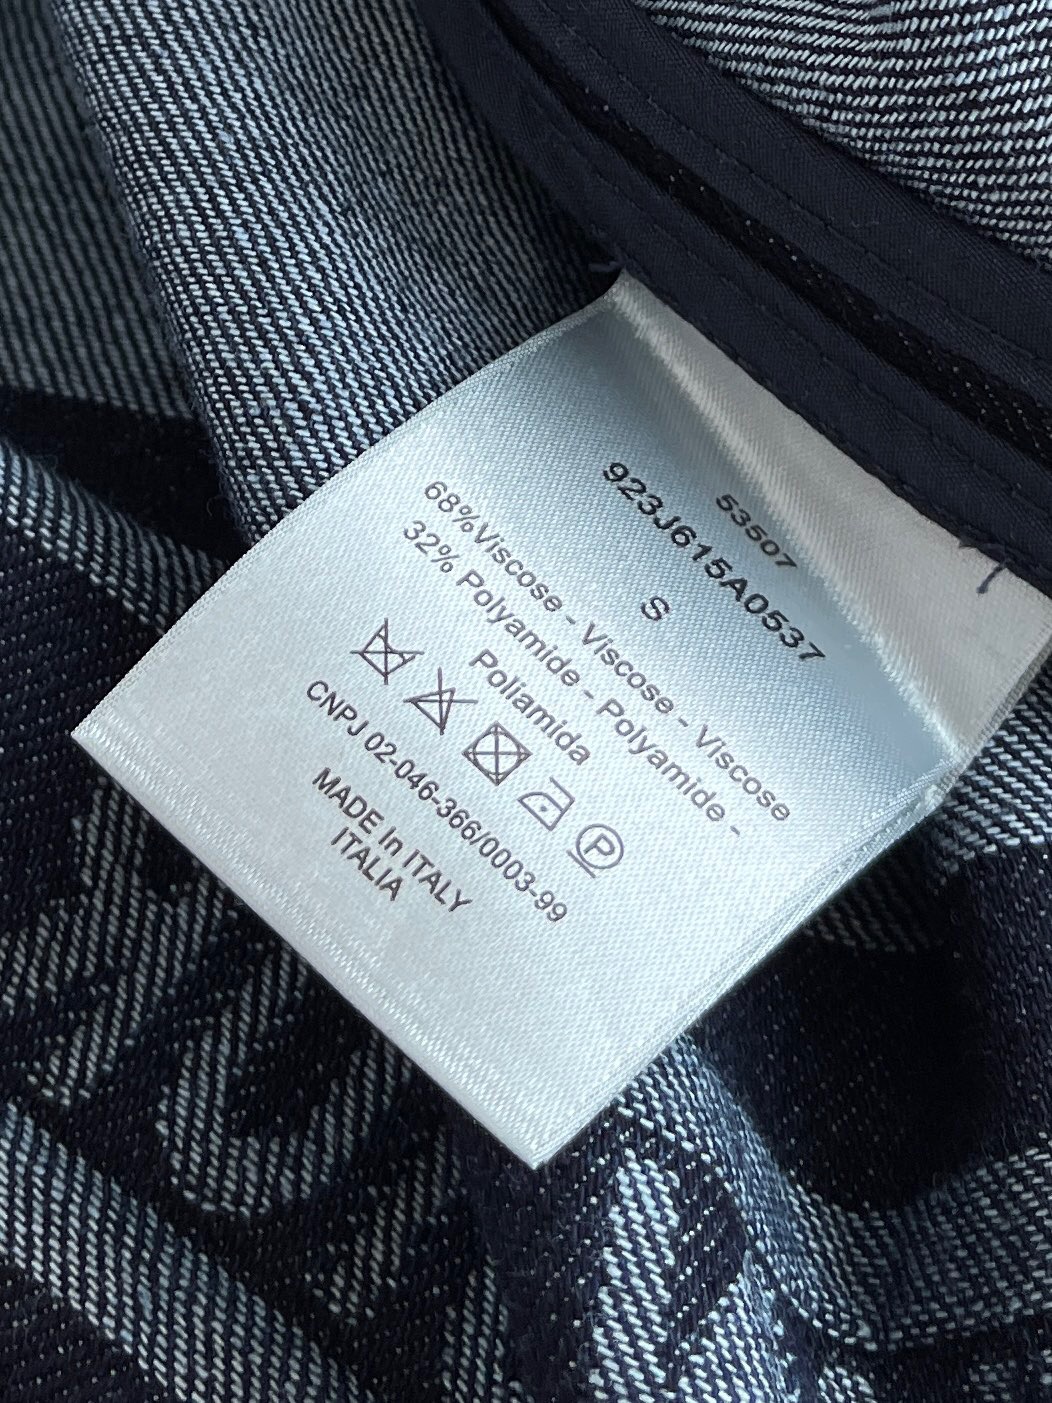 53507
923J615A0537
S
68%Viscose - Viscose - Viscose
32% Polyamide - Polyamide -
Poliamida
P
CNPJ 02-046-366/0003-99
MADE In ITALY
ITALIA